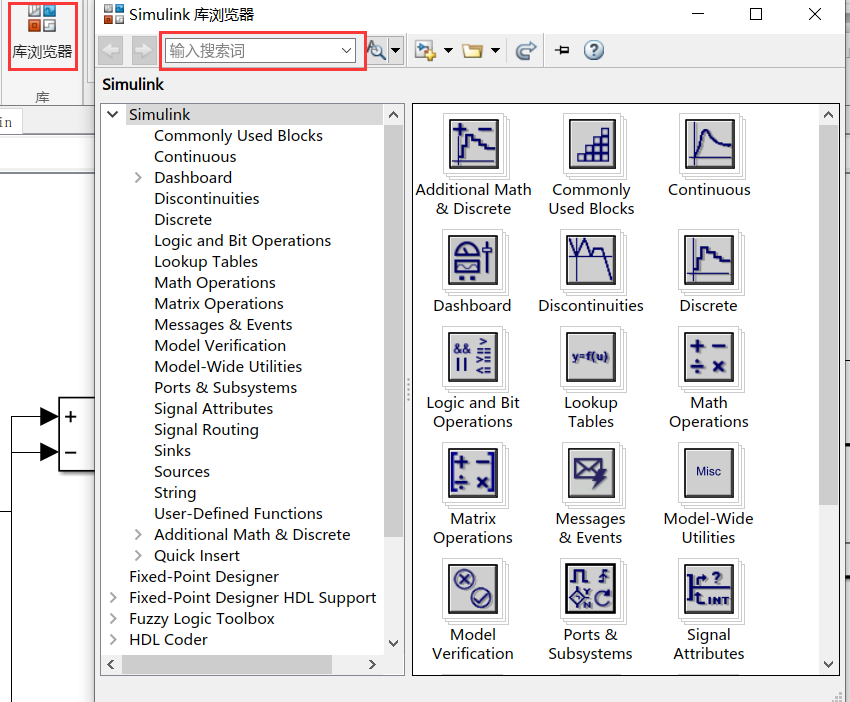 库浏览器
库
in
Simulink 库浏览器
输入搜索词
Simulink
Simulink
Commonly Used Blocks
Continuous
Dashboard
Discontinuities
Discrete
Logic and Bit Operations
Lookup Tables
Math Operations
Matrix Operations
Messages & Events
Model Verification
Model-Wide Utilities
Ports & Subsystems
Signal Attributes
Signal Routing
Sinks
Sources
String
User-Defined Functions
Additional Math & Discrete
Quick Insert
Fixed-Point Designer
Fixed-Point Designer HDL Support
Fuzzy Logic Toolbox
HDL Coder
Additional Math
& Discrete
Commonly
Used Blocks
Continuous
Dashboard
Discontinuities
Discrete
&& > ==
|| >= <=
Logic and Bit
Operations
y=f(u)
Lookup
Tables
+ −
÷ ×
Math
Operations
+ −
÷ ×
Matrix
Operations
Messages
& Events
Misc
Model-Wide
Utilities
Model
Verification
Y
N
Ports &
Subsystems
?
INT
Signal
Attributes
+
−